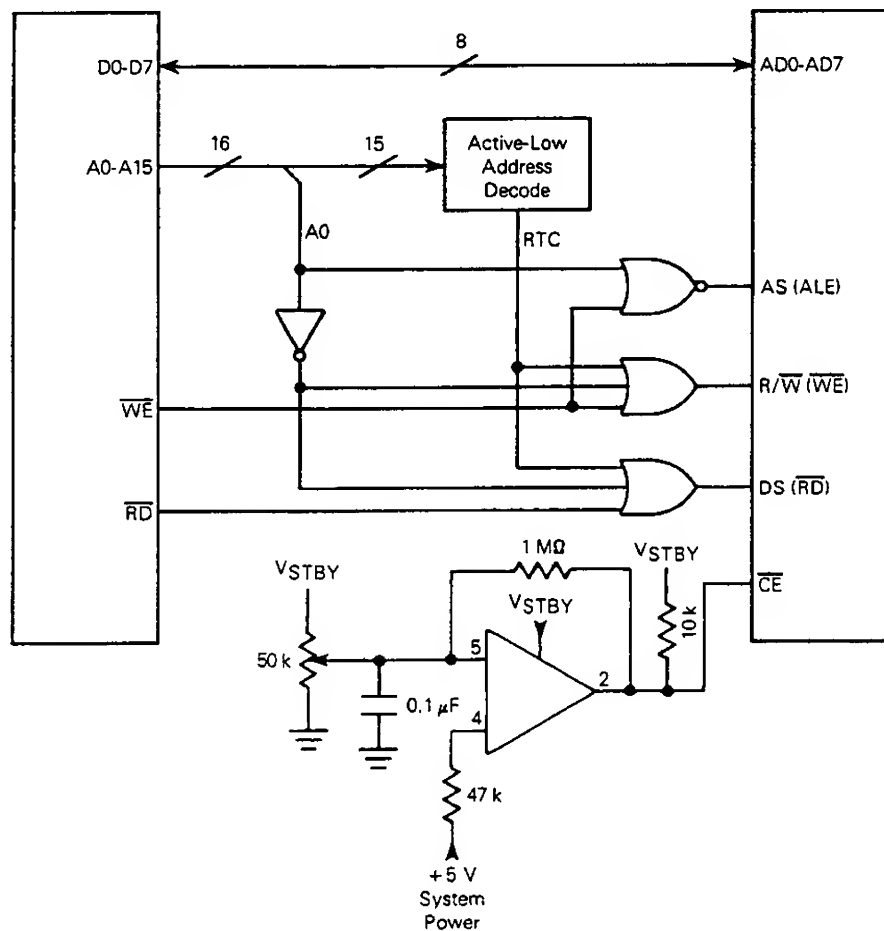 8
D0-D7
AD0-AD7
16
15
A0-A15
Active-Low
Address
Decode
A0
RTC
AS (ALE)
R/W̅ (W̅E̅)
W̅E̅
DS (R̅D̅)
R̅D̅
1 MΩ
VSTBY
VSTBY
VSTBY
C̅E̅
10 k
50 k
5
2
0.1 μF
4
47 k
+5 V
System
Power